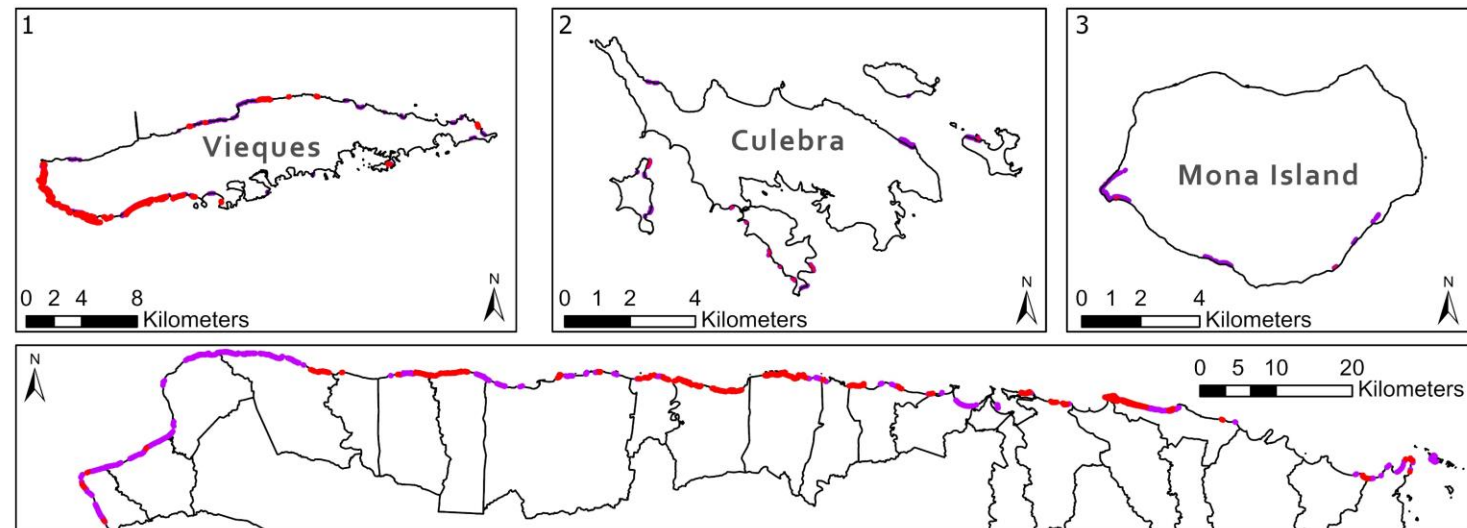 1
Vieques
N
0 2 4 8
Kilometers
2
Culebra
N
0 1 2 4
Kilometers
3
Mona Island
N
0 1 2 4
Kilometers
N
0 5 10 20
Kilometers